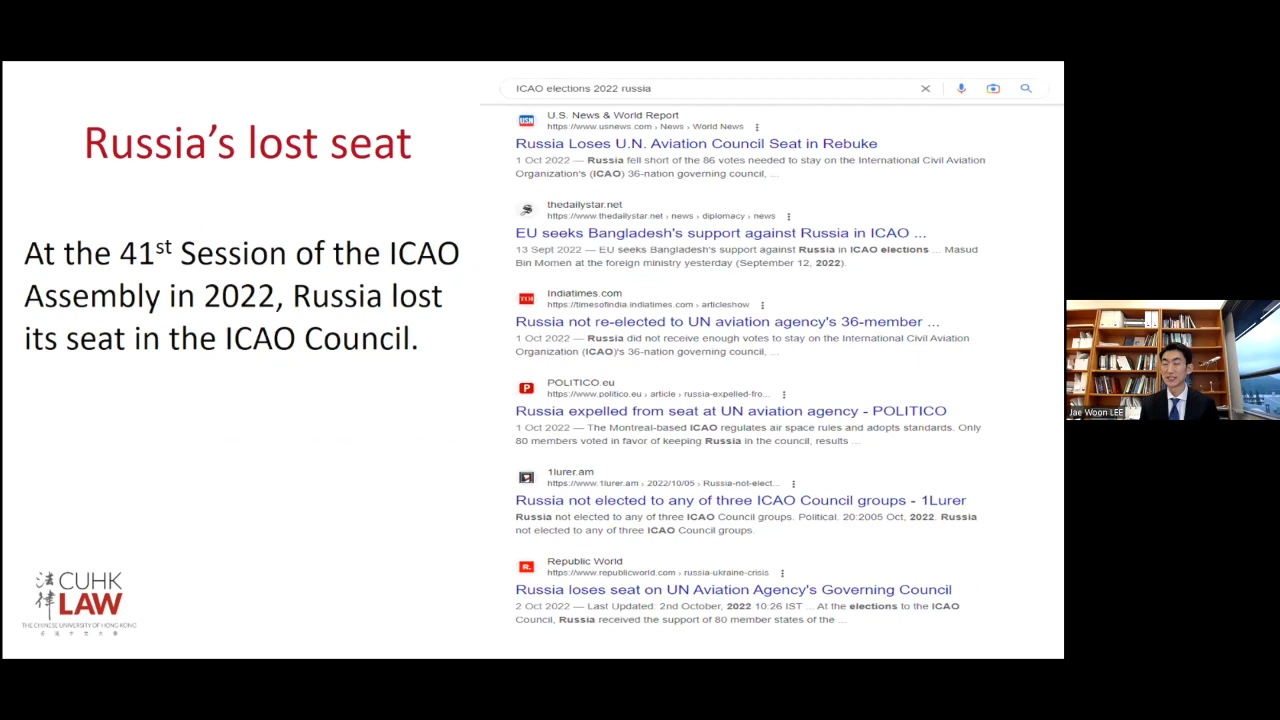 Russia's lost seat
At the 41st Session of the ICAO
Assembly in 2022, Russia lost
its seat in the ICAO Council.
法律
CUHK
LAW
THE CHINESE UNIVERSITY OF HONG KONG
香港中文大學
ICAO elections 2022 russia
USN
U.S. News & World Report
https://www.usnews.com › News › World News
Russia Loses U.N. Aviation Council Seat in Rebuke
1 Oct 2022 — Russia fell short of the 86 votes needed to stay on the International Civil Aviation
Organization's (ICAO) 36-nation governing council, ...
thedailystar.net
https://www.thedailystar.net › news › diplomacy › news
EU seeks Bangladesh's support against Russia in ICAO ...
13 Sept 2022 — EU seeks Bangladesh's support against Russia in ICAO elections ... Masud
Bin Momen at the foreign ministry yesterday (September 12, 2022).
indiatimes.com
https://timesofindia.indiatimes.com › articleshow
Russia not re-elected to UN aviation agency's 36-member ...
1 Oct 2022 — Russia did not receive enough votes to stay on the International Civil Aviation
Organization (ICAO)'s 36-nation governing council, ...
P
POLITICO.eu
https://www.politico.eu › article › russia-expelled-fro...
Russia expelled from seat at UN aviation agency - POLITICO
1 Oct 2022 — The Montreal-based ICAO regulates air space rules and adopts standards. Only
80 members voted in favor of keeping Russia in the council, results ...
1lurer.am
https://www.1lurer.am › 2022/10/05 › Russia-not-elect...
Russia not elected to any of three ICAO Council groups - 1Lurer
Russia not elected to any of three ICAO Council groups. Political. 20:2005 Oct, 2022. Russia
not elected to any of three ICAO Council groups.
R.
Republic World
https://www.republicworld.com › russia-ukraine-crisis
Russia loses seat on UN Aviation Agency's Governing Council
2 Oct 2022 — Last Updated: 2nd October, 2022 10:26 IST ... At the elections to the ICAO
Council, Russia received the support of 80 member states of the ...
Jae Woon LEE